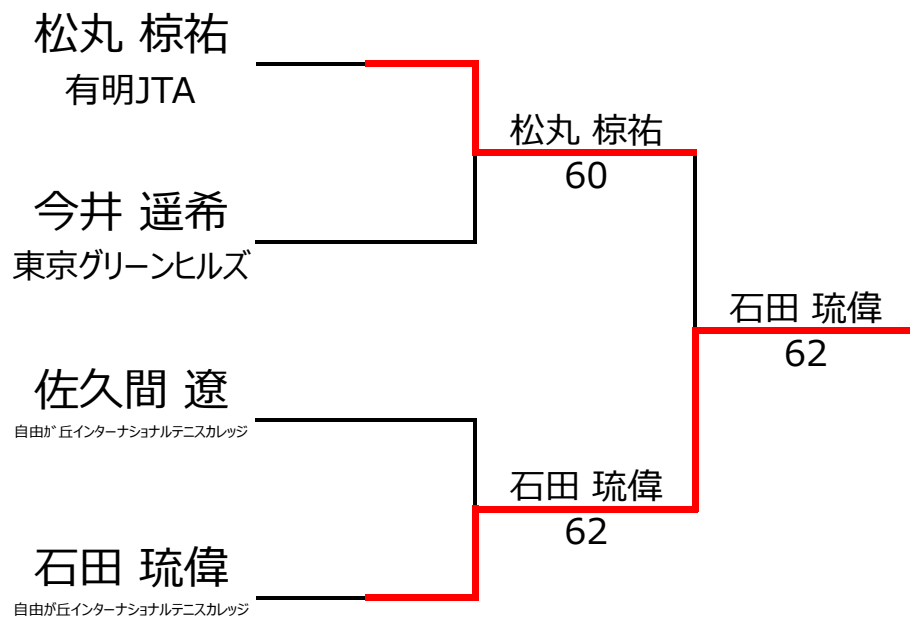 松丸 椋祐
有明JTA
松丸 椋祐
60
今井 遥希
東京グリーンヒルズ
石田 琉偉
62
佐久間 遼
自由が丘インターナショナルテニスカレッジ
石田 琉偉
62
石田 琉偉
自由が丘インターナショナルテニスカレッジ